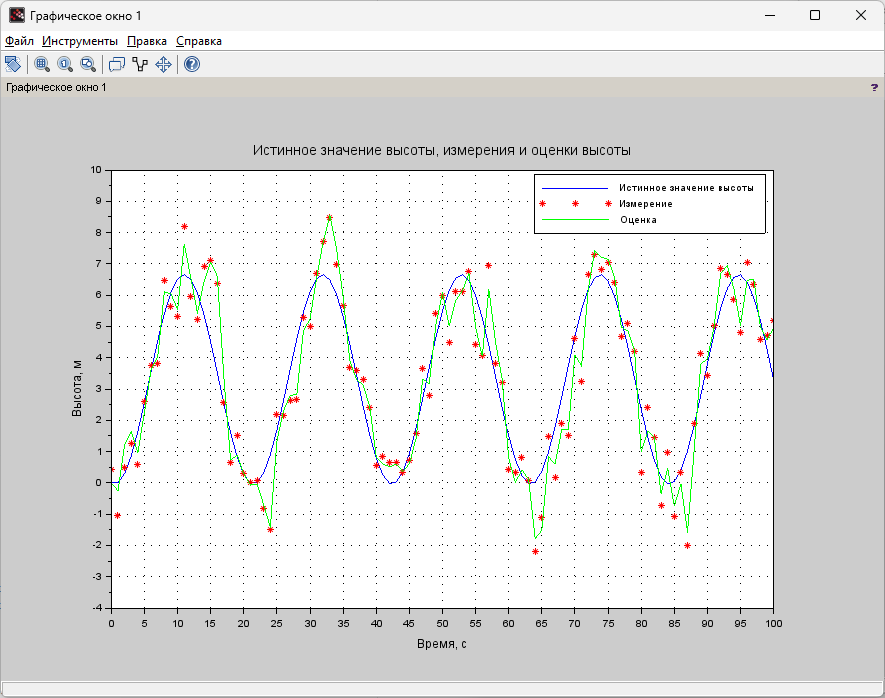 Графическое окно 1
Файл Инструменты Правка Справка
Графическое окно 1 ?
Истинное значение высоты, измерения и оценки высоты
Истинное значение высоты
Измерение
Оценка
Высота, м
10
9
8
7
6
5
4
3
2
1
0
-1
-2
-3
-4
0 5 10 15 20 25 30 35 40 45 50 55 60 65 70 75 80 85 90 95 100
Время, с